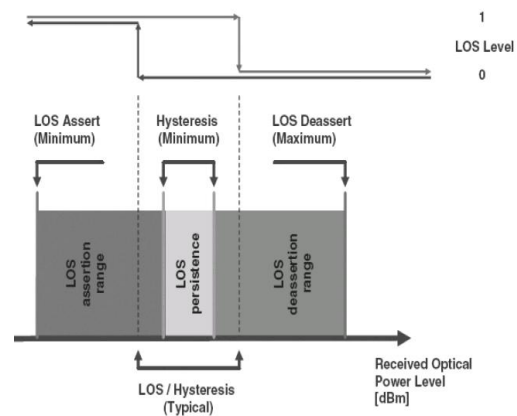 1
LOS Level
0
LOS Assert
(Minimum)
Hysteresis
(Minimum)
LOS Deassert
(Maximum)
LOS
assertion
range
LOS
persistence
LOS
deassertion
range
LOS / Hysteresis
(Typical)
Received Optical
Power Level
[dBm]